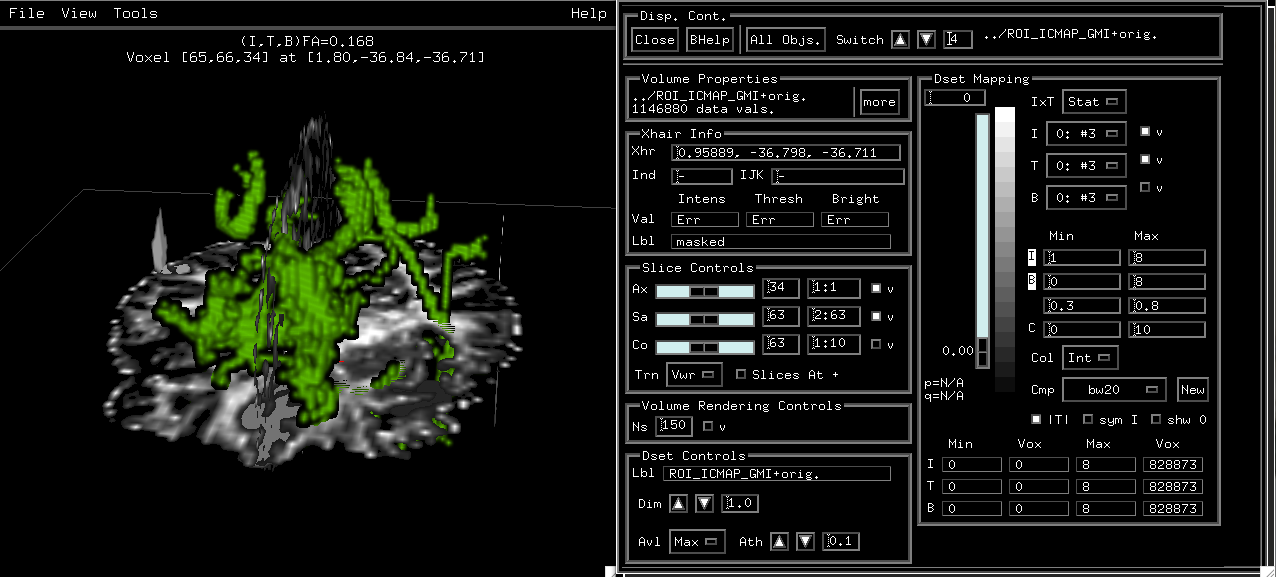 File View Tools Help
(I,T,B)FA=0.168
Voxel [65,66,34] at [1.80,-36.84,-36.71]
Disp. Cont.
Close BHelp All Objs. Switch 4 ../ROI_ICMAP_GMI+orig.
Volume Properties
../ROI_ICMAP_GMI+orig.
1146880 data vals.
more
Xhair Info
Xhr 0.95889, -36.798, -36.711
Ind - IJK -
Intens Thresh Bright
Val Err Err Err
Lbl masked
Slice Controls
Ax 34 1:1 v
Sa 63 2:63 v
Co 63 1:10 v
Trn Vwr Slices At +
Volume Rendering Controls
Ns 150 v
Dset Controls
Lbl ROI_ICMAP_GMI+orig.
Dim 1.0
Avl Max Ath 0.1
Dset Mapping
0
IxT Stat
I 0: #3 v
T 0: #3 v
B 0: #3 v
Min Max
I 1 8
B 0 8
0.3 0.8
C 0 10
0.00
Col Int
p=N/A
q=N/A
Cmp bw20 New
|T| sym I shw 0
Min Vox Max Vox
I 0 0 8 828873
T 0 0 8 828873
B 0 0 8 828873